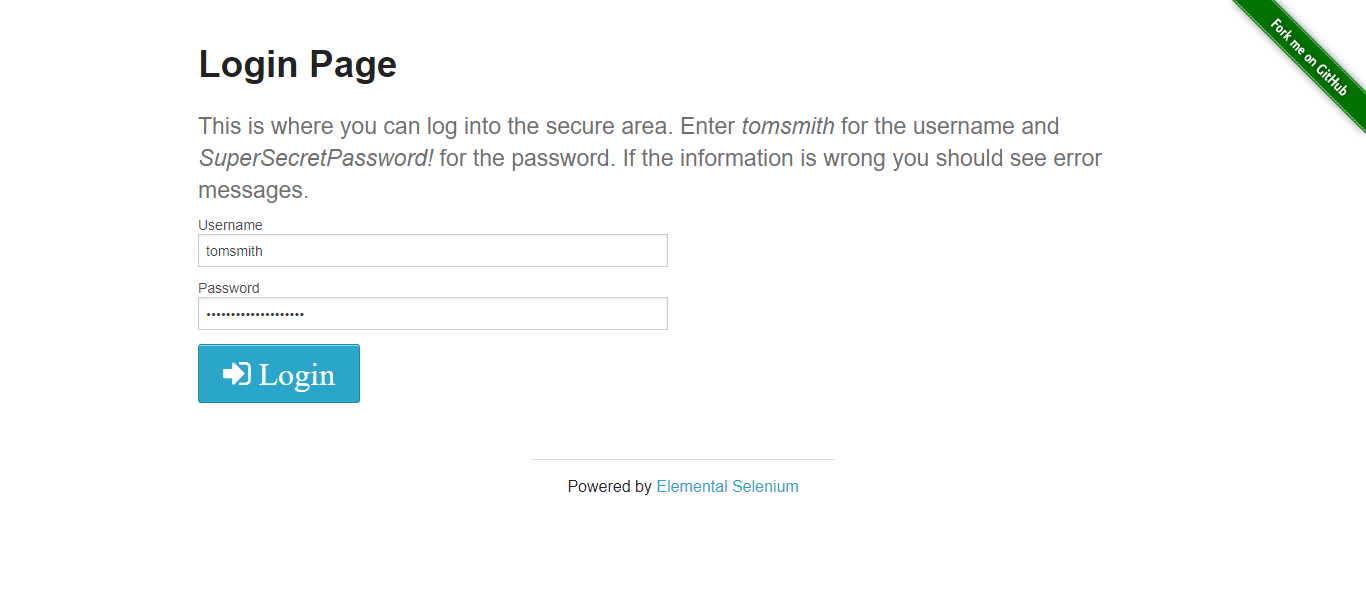 Fork me on GitHub
Login Page
This is where you can log into the secure area. Enter tomsmith for the username and
SuperSecretPassword! for the password. If the information is wrong you should see error
messages.
Username
tomsmith
Password
••••••••••••••••••••
Login
Powered by Elemental Selenium